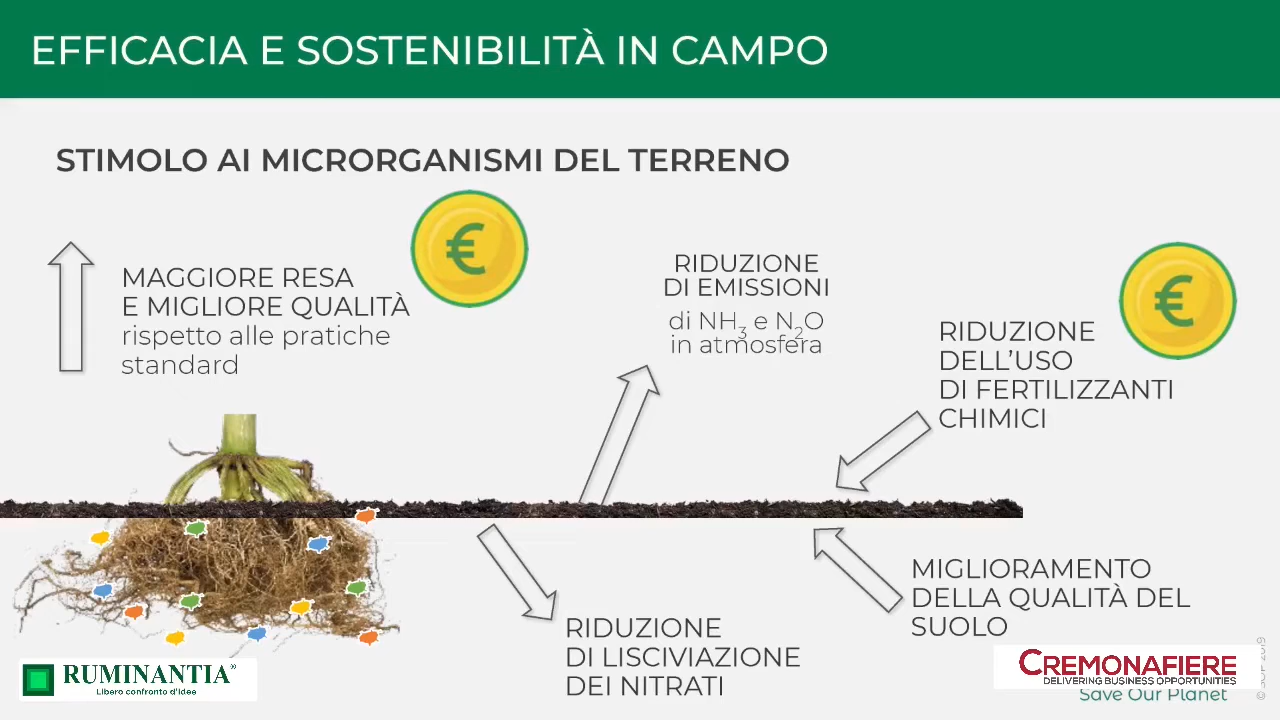 EFFICACIA E SOSTENIBILITÀ IN CAMPO
STIMOLO AI MICRORGANISMI DEL TERRENO
MAGGIORE RESA
E MIGLIORE QUALITÀ
rispetto alle pratiche
standard
€
RIDUZIONE
DI EMISSIONI
di NH3 e N2O
in atmosfera
€
RIDUZIONE
DELL’USO
DI FERTILIZZANTI
CHIMICI
RIDUZIONE
DI LISCIVIAZIONE
DEI NITRATI
MIGLIORAMENTO
DELLA QUALITÀ DEL
SUOLO
RUMINANTIA®
Libero confronto d'Idee
CREMONAFIERE
DELIVERING BUSINESS OPPORTUNITIES
Save Our Planet